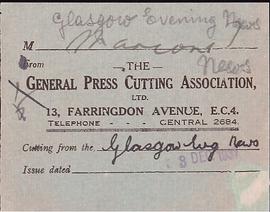 Glasgow Evening News
M Marconi
News
From
THE
GENERAL PRESS CUTTING ASSOCIATION,
LTD.
13, FARRINGDON AVENUE, E.C.4.
TELEPHONE - - - CENTRAL 2684.
Cutting from the Glasgow Evg News
Issue dated 3 DEC